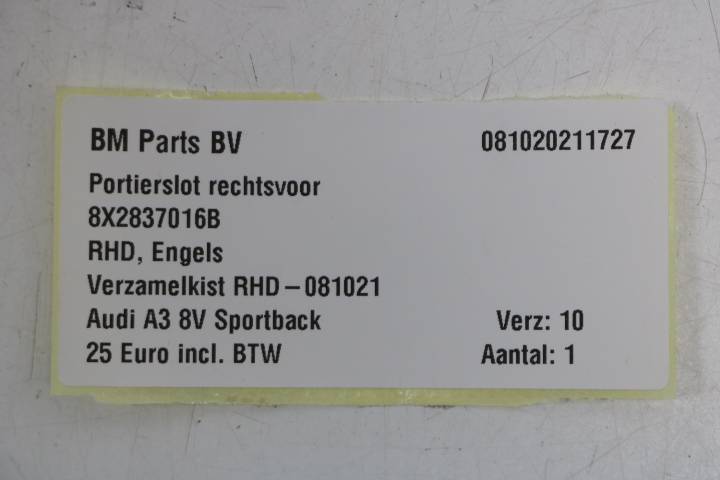 BM Parts BV 081020211727
Portierslot rechtsvoor
8X2837016B
RHD, Engels
Verzamelkist RHD-081021
Audi A3 8V Sportback Verz: 10
25 Euro incl. BTW Aantal: 1